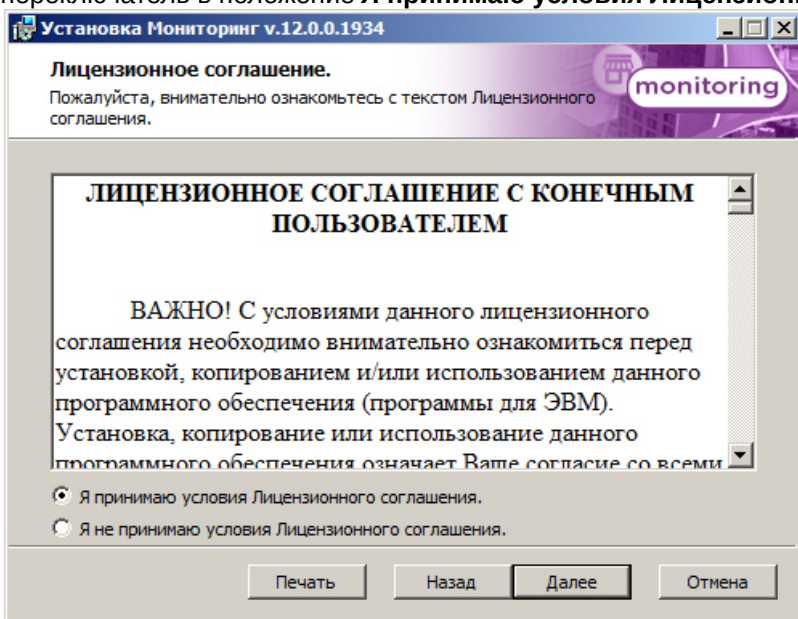 переключатель в положение Я принимаю условия Лицензион
Установка Мониторинг v.12.0.0.1934
Лицензионное соглашение.
Пожалуйста, внимательно ознакомьтесь с текстом Лицензионного
соглашения.
monitoring
ЛИЦЕНЗИОННОЕ СОГЛАШЕНИЕ С КОНЕЧНЫМ
ПОЛЬЗОВАТЕЛЕМ
ВАЖНО! С условиями данного лицензионного
соглашения необходимо внимательно ознакомиться перед
установкой, копированием и/или использованием данного
программного обеспечения (программы для ЭВМ).
Установка, копирование или использование данного
программного обеспечения означает Ваше согласие со всеми
Я принимаю условия Лицензионного соглашения.
Я не принимаю условия Лицензионного соглашения.
Печать Назад Далее Отмена